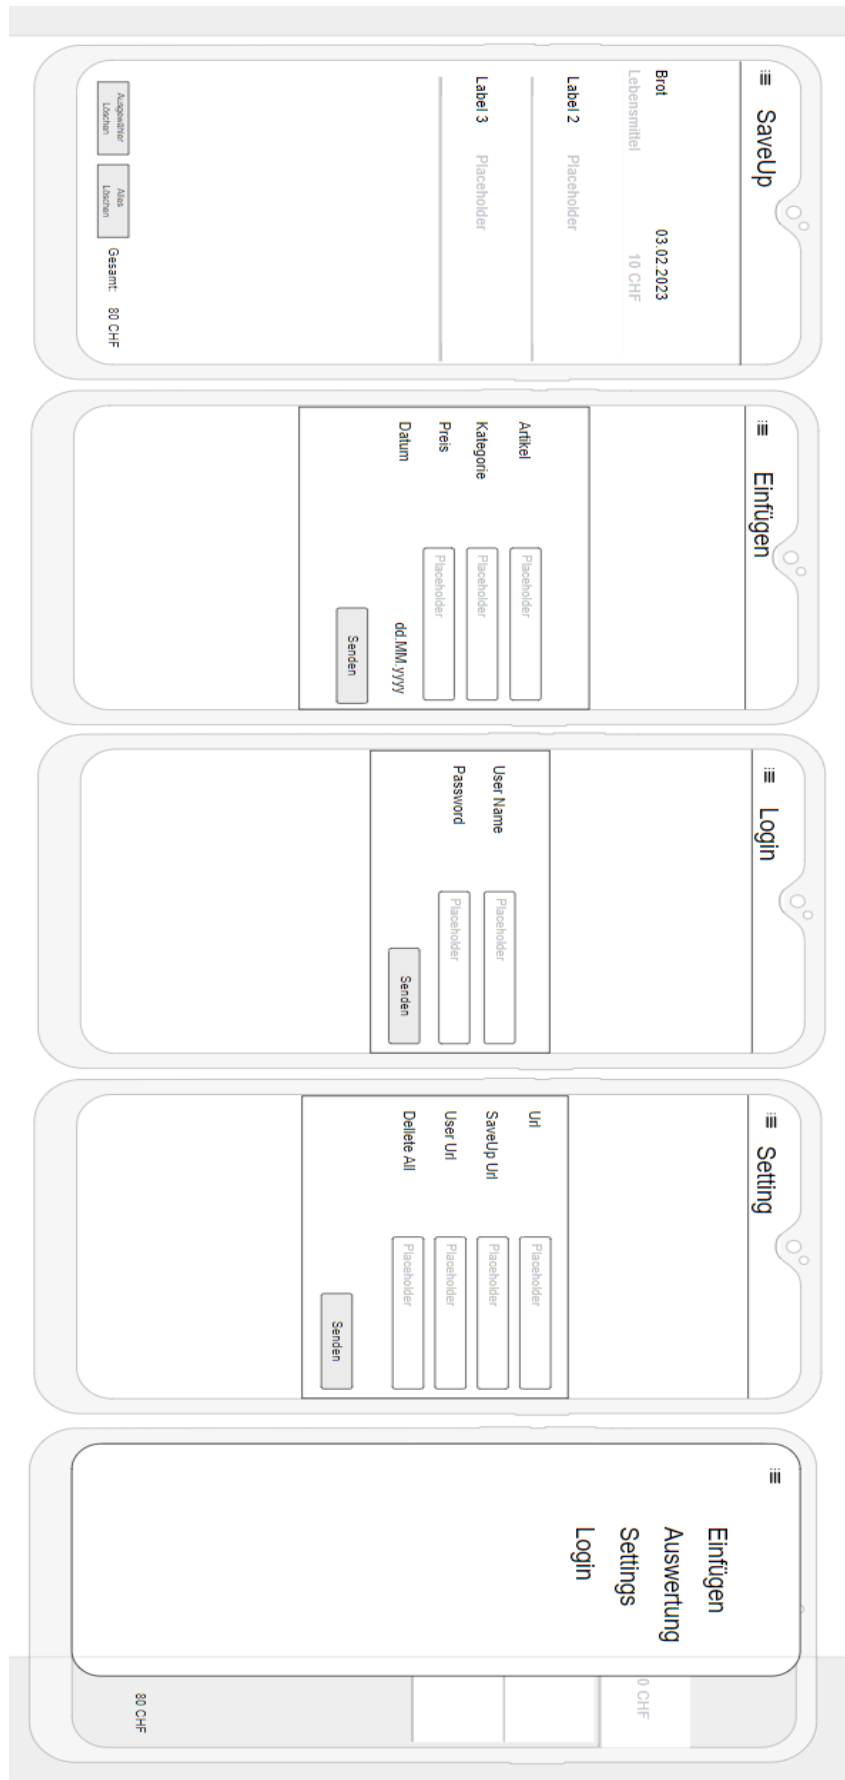 SaveUp
Brot 03.02.2023
Lebensmittel 10 CHF
Label 2 Placeholder
Label 3 Placeholder
Ausgewähler
Löschen
Alles
Löschen
Gesamt: 80 CHF
Einfügen
Artikel Placeholder
Kategorie Placeholder
Preis Placeholder
Datum dd.MM.yyyy
Senden
Login
User Name Placeholder
Password Placeholder
Senden
Setting
Url Placeholder
SaveUp Url Placeholder
User Url Placeholder
Dellete All Placeholder
Senden
Einfügen
Auswertung
Settings
Login
0 CHF
80 CHF